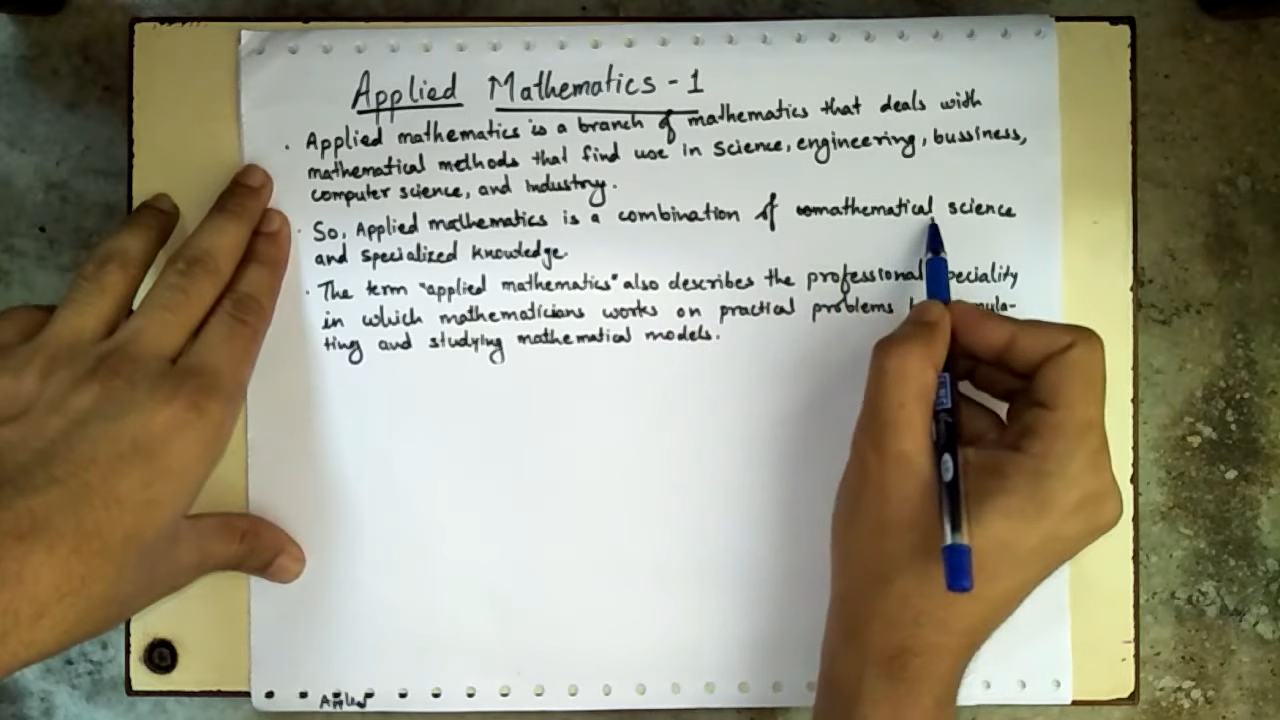 Applied Mathematics - 1
. Applied mathematics is a branch of mathematics that deals with
mathematical methods that find use in science, engineering, bussiness,
computer science, and industry.
. So, Applied mathematics is a combination of mathematical science
and specialized knowledge.
. The term "applied mathematics" also describes the professional speciality
in which mathematicians works on practical problems
ting and studying mathematical models.